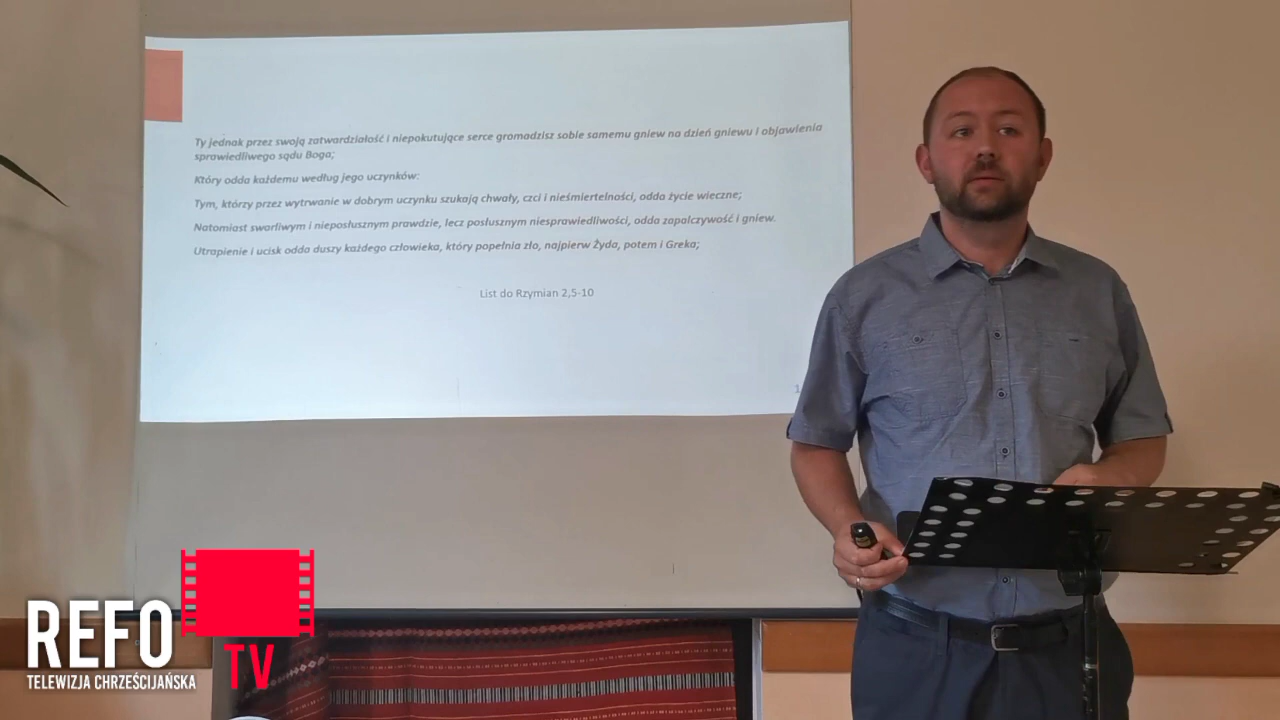 Ty jednak przez swoją zatwardziałość i niepokutujące serce gromadzisz sobie samemu gniew na dzień gniewu i objawienia
sprawiedliwego sądu Boga;
Który odda każdemu według jego uczynków:
Tym, którzy przez wytrwanie w dobrym uczynku szukają chwały, czci i nieśmiertelności, odda życie wieczne;
Natomiast swarliwym i nieposłusznym prawdzie, lecz posłusznym niesprawiedliwości, odda zapalczywość i gniew.
Utrapienie i ucisk odda duszy każdego człowieka, który popełnia zło, najpierw Żyda, potem i Greka;
List do Rzymian 2,5-10
REFO
TV
TELEWIZJA CHRZEŚCIJAŃSKA